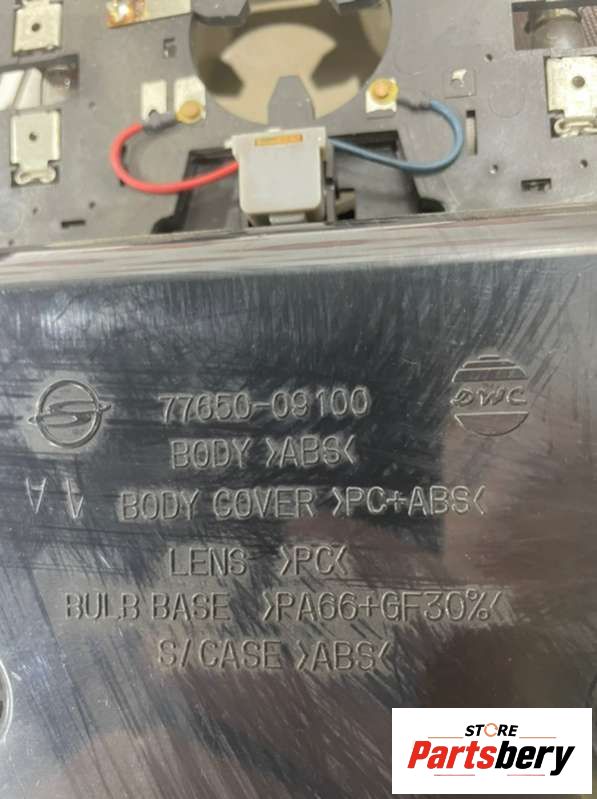 77650-09100
DWC
BODY >ABS<
1 A
BODY COVER >PC+ABS<
LENS >PC<
BULB BASE >PA66+GF30%<
S/CASE >ABS<
STORE
Partsbery